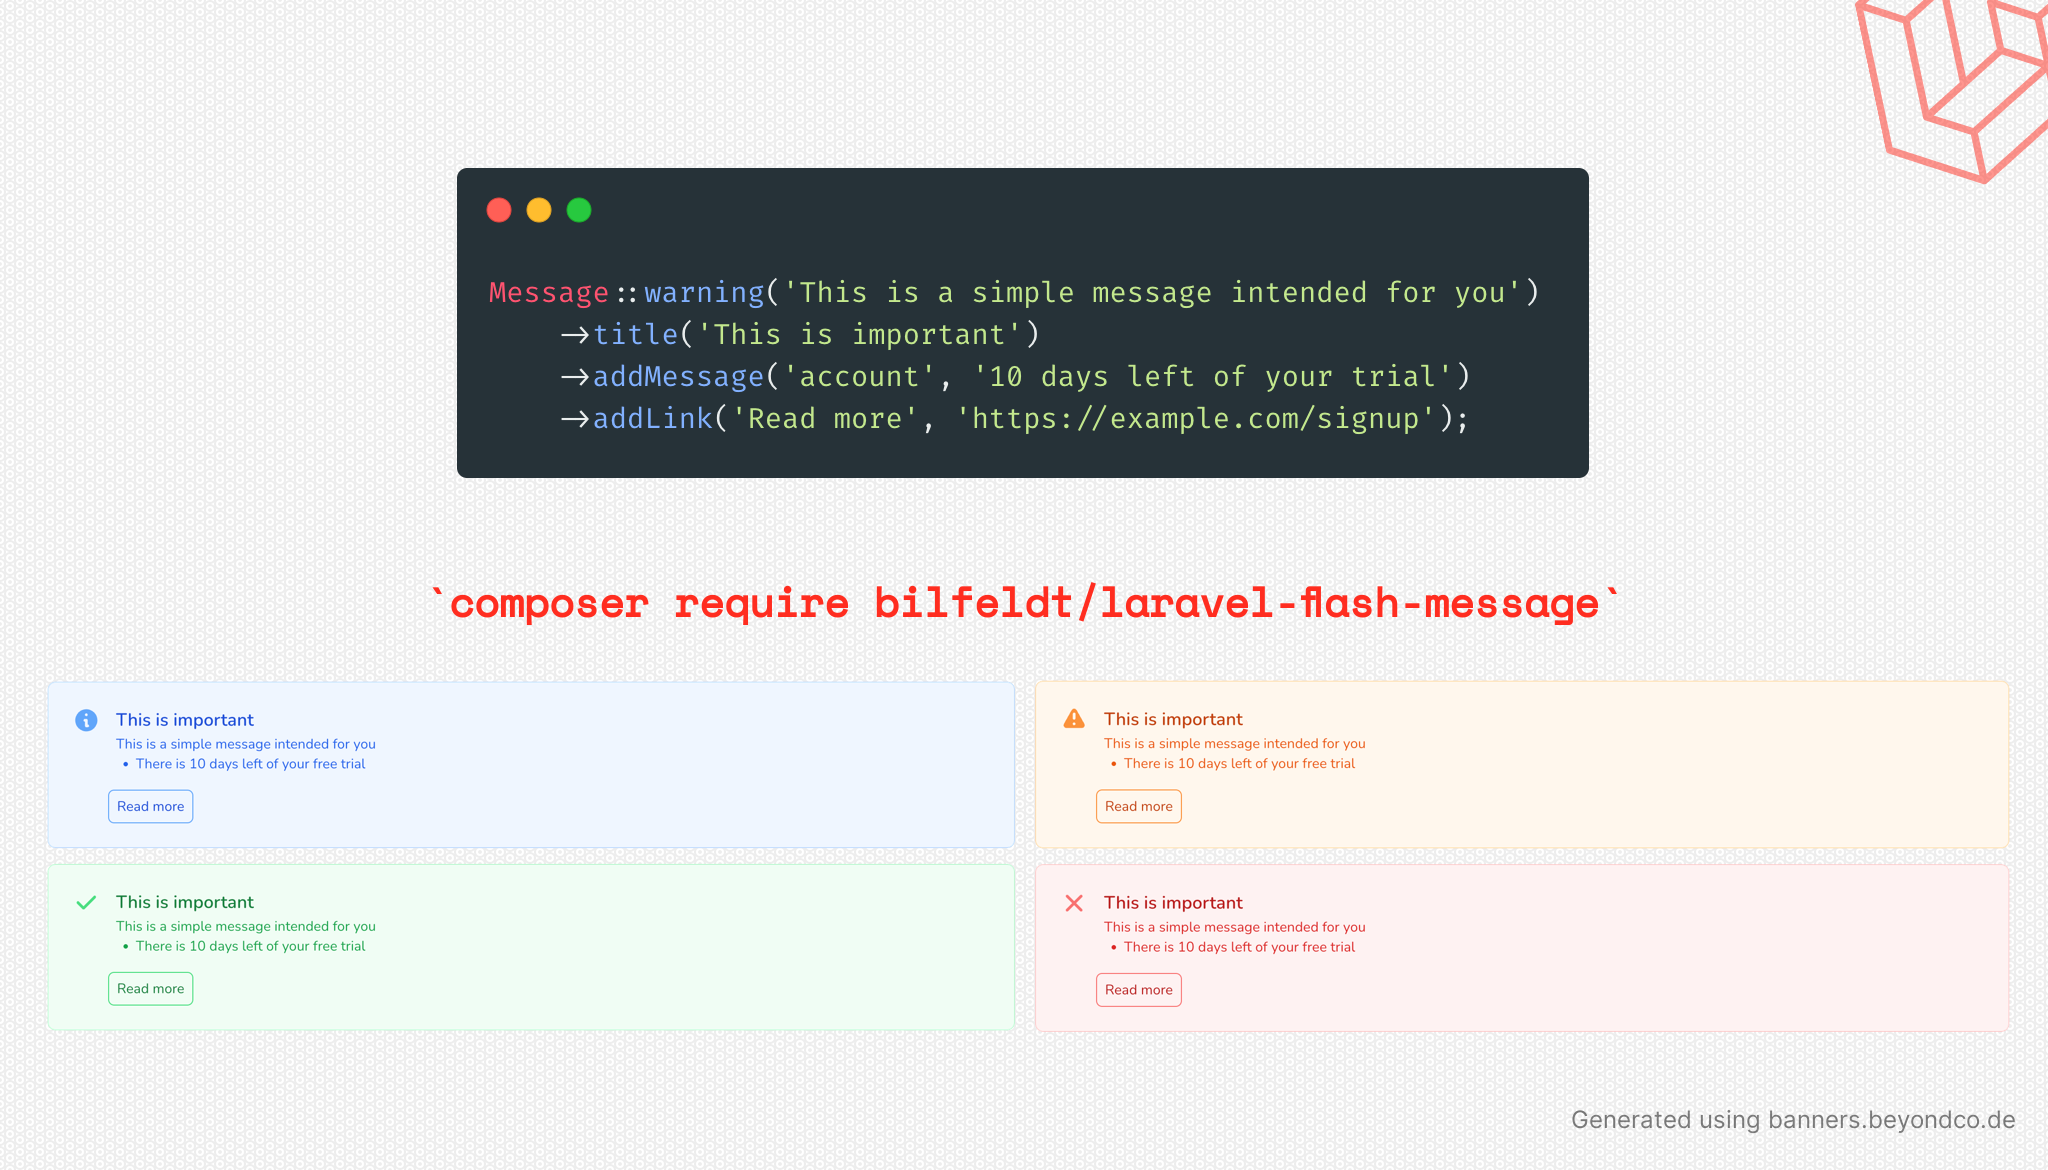 Message::warning('This is a simple message intended for you')
->title('This is important')
->addMessage('account', '10 days left of your trial')
->addLink('Read more', 'https://example.com/signup');
`composer require bilfeldt/laravel-flash-message`
This is important
This is a simple message intended for you
• There is 10 days left of your free trial
Read more
This is important
This is a simple message intended for you
• There is 10 days left of your free trial
Read more
This is important
This is a simple message intended for you
• There is 10 days left of your free trial
Read more
This is important
This is a simple message intended for you
• There is 10 days left of your free trial
Read more
Generated using banners.beyondco.de